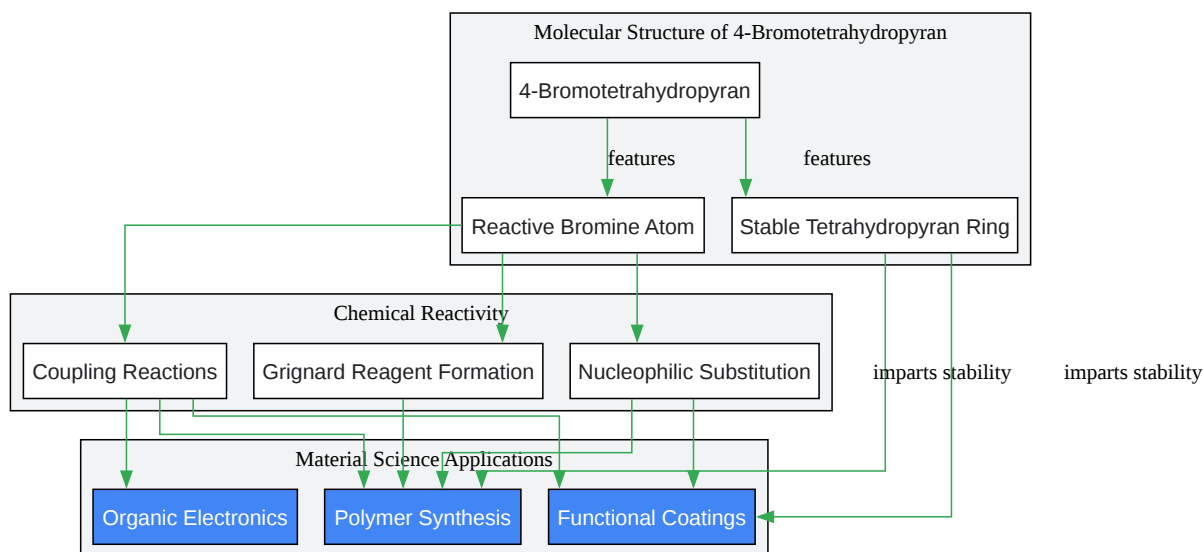 Molecular Structure of 4-Bromotetrahydropyran
4-Bromotetrahydropyran
features
features
Reactive Bromine Atom
Stable Tetrahydropyran Ring
Chemical Reactivity
Coupling Reactions
Grignard Reagent Formation
Nucleophilic Substitution
imparts stability
imparts stability
Material Science Applications
Organic Electronics
Polymer Synthesis
Functional Coatings